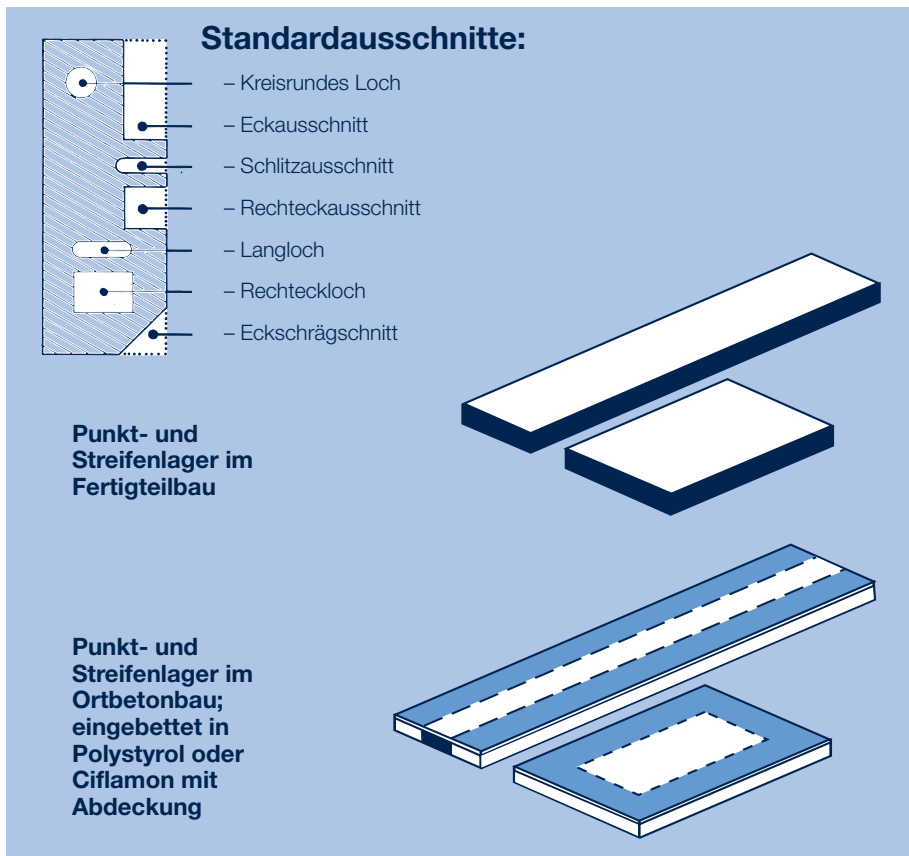 Standardausschnitte:
– Kreisrundes Loch
– Eckausschnitt
– Schlitzausschnitt
– Rechteckausschnitt
– Langloch
– Rechteckloch
– Eckschrägschnitt
Punkt- und
Streifenlager im
Fertigteilbau
Punkt- und
Streifenlager im
Ortbetonbau;
eingebettet in
Polystyrol oder
Ciflamon mit
Abdeckung